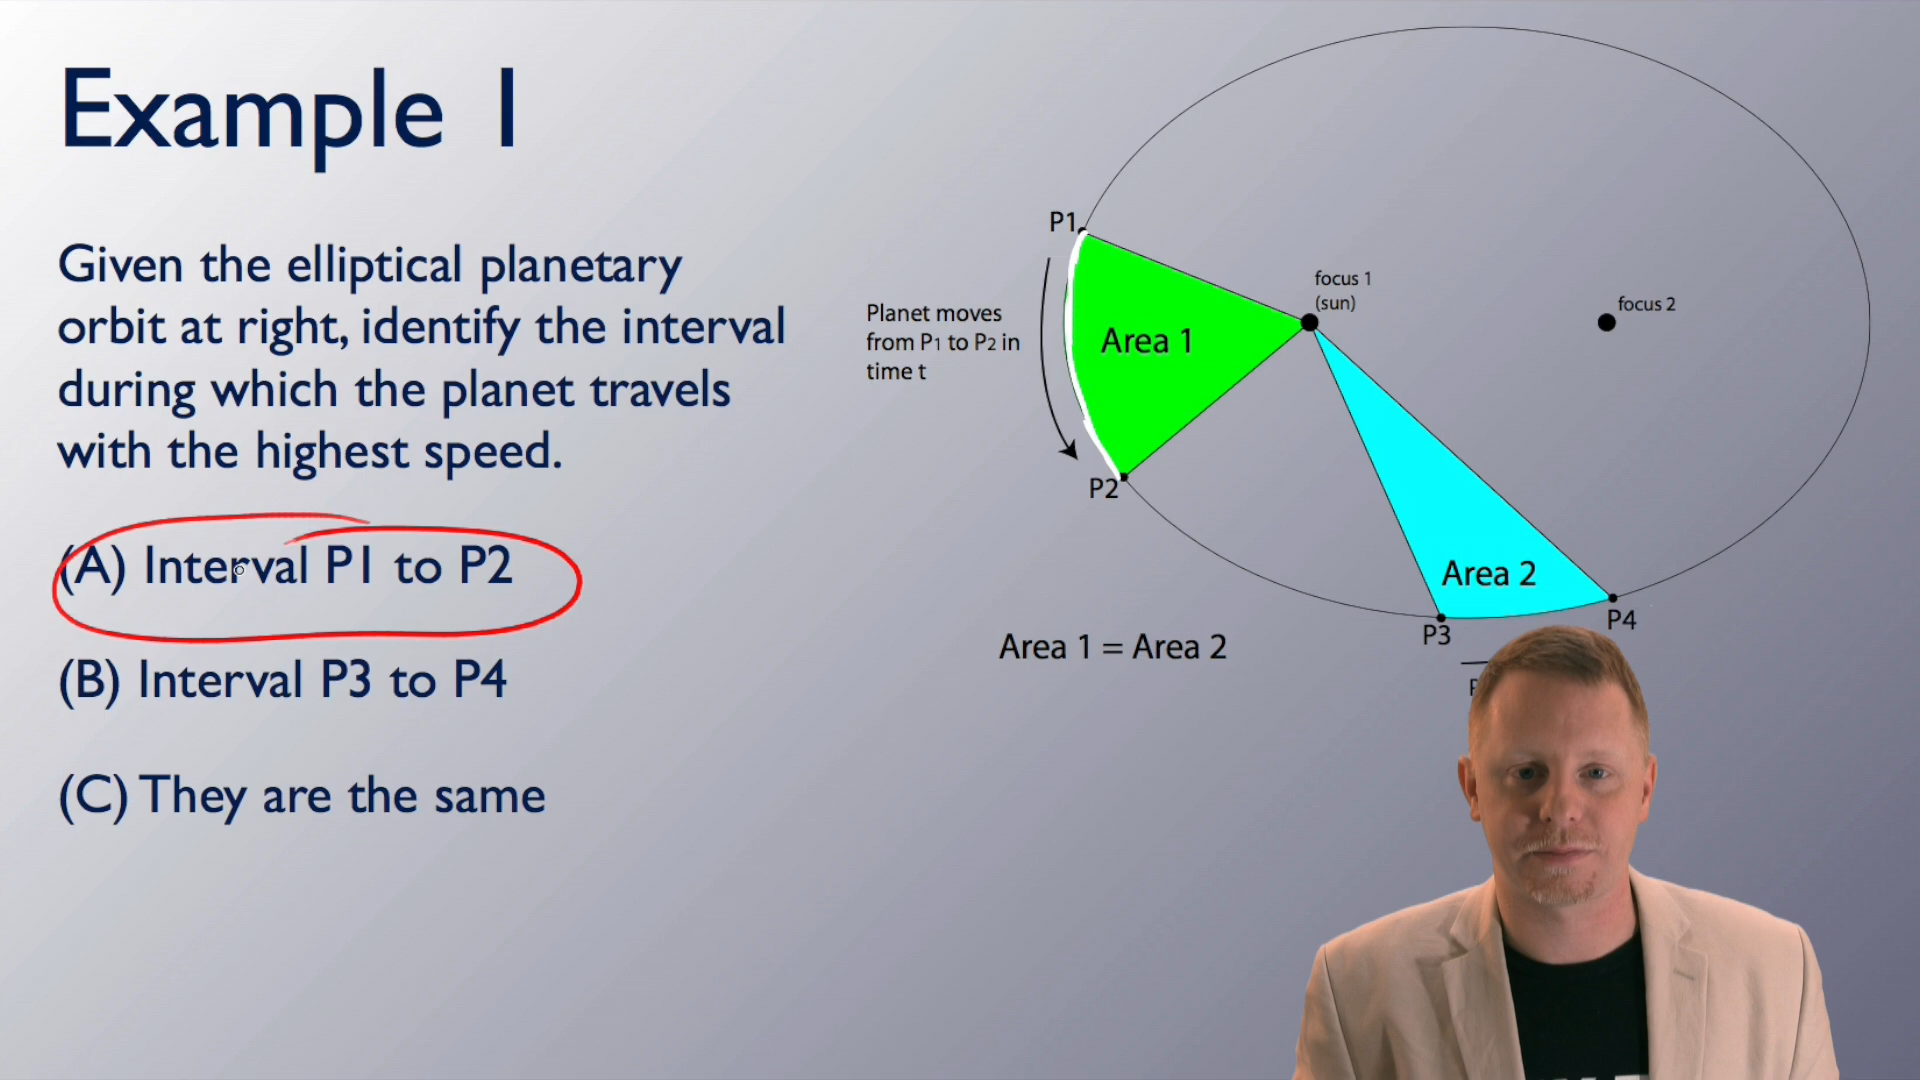 Example 1
Given the elliptical planetary
orbit at right, identify the interval
during which the planet travels
with the highest speed.
(A) Interval P1 to P2
(B) Interval P3 to P4
(C) They are the same
P1
focus 1
(sun)
focus 2
Planet moves
from P1 to P2 in
time t
Area 1
P2
Area 2
P3
P4
Area 1 = Area 2